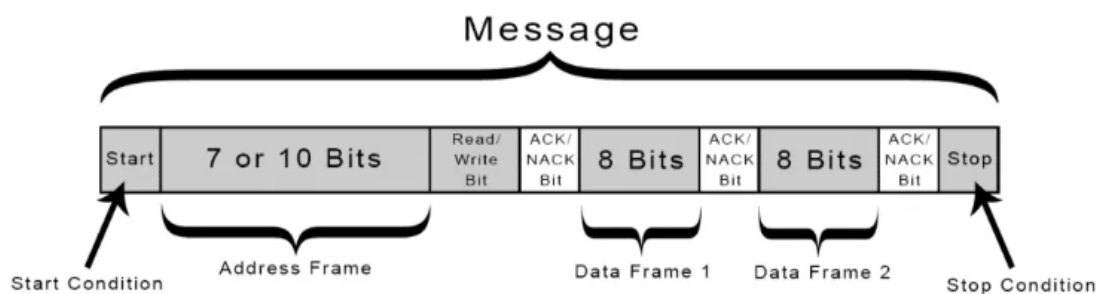 Message
Start
7 or 10 Bits
Read/
Write
Bit
ACK/
NACK
Bit
8 Bits
ACK/
NACK
Bit
8 Bits
ACK/
NACK
Bit
Stop
Start Condition
Address Frame
Data Frame 1
Data Frame 2
Stop Condition